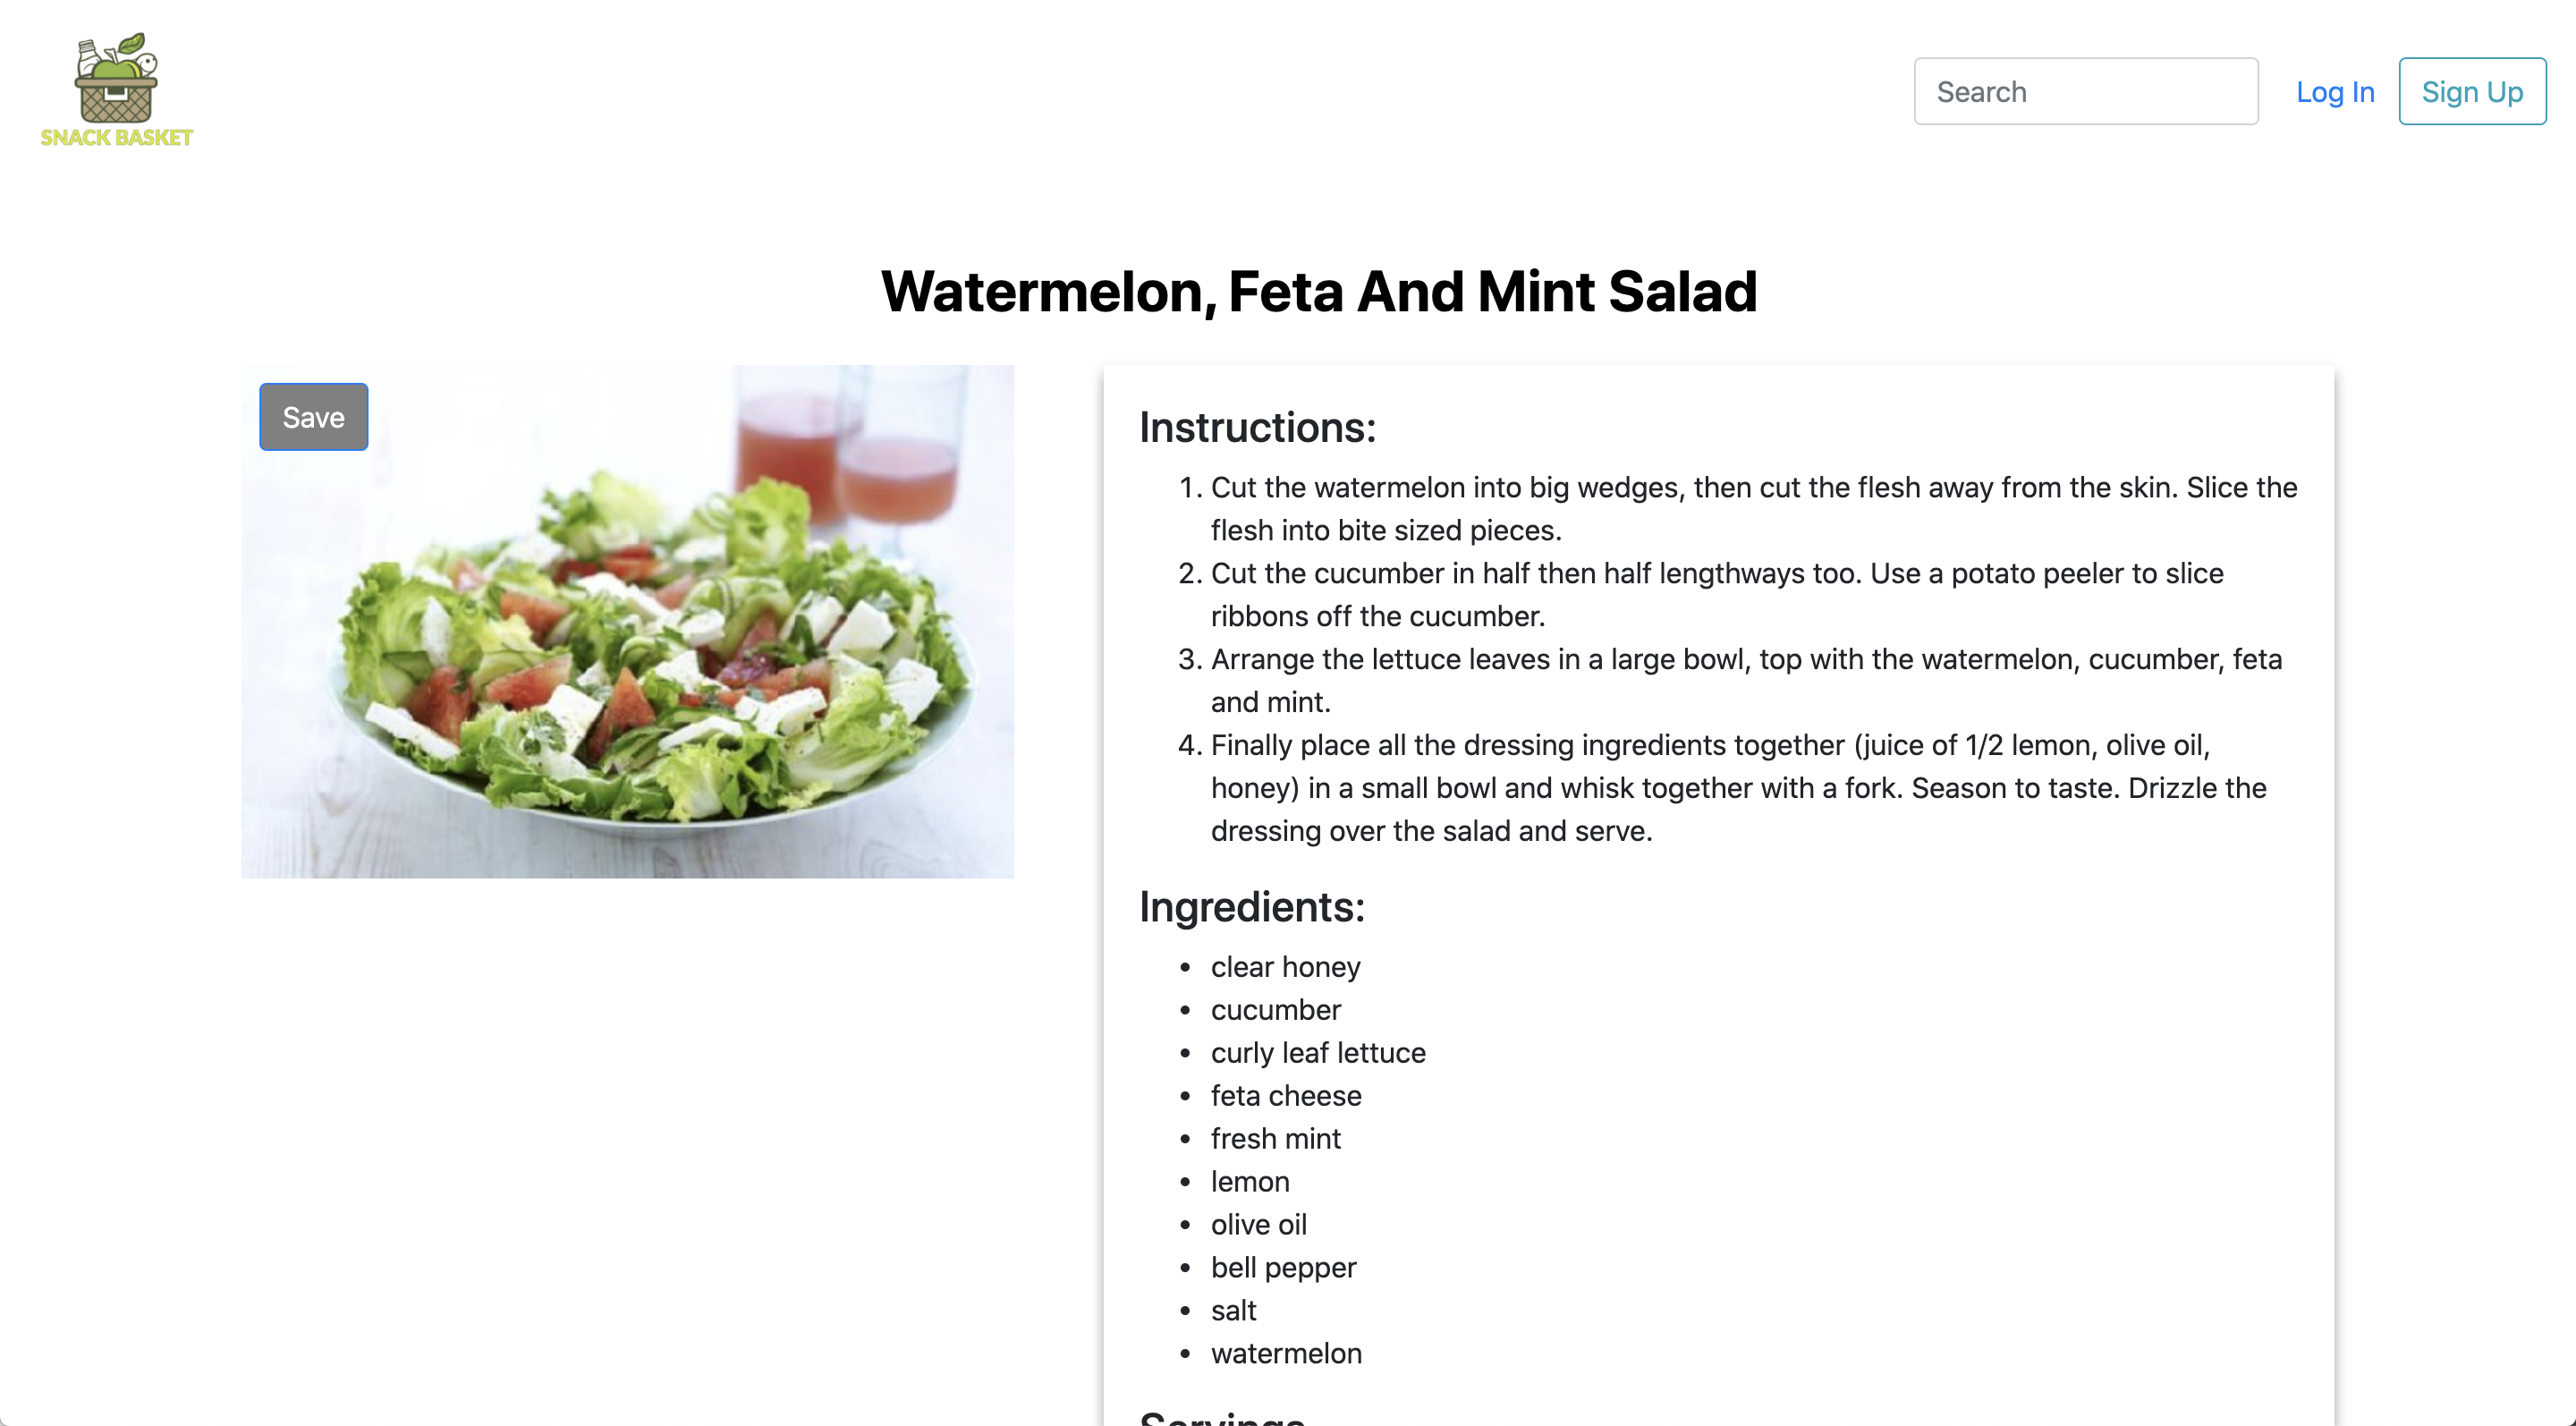 SNACK BASKET
Search
Log In
Sign Up
Watermelon, Feta And Mint Salad
Save
Instructions:
1. Cut the watermelon into big wedges, then cut the flesh away from the skin. Slice the
flesh into bite sized pieces.
2. Cut the cucumber in half then half lengthways too. Use a potato peeler to slice
ribbons off the cucumber.
3. Arrange the lettuce leaves in a large bowl, top with the watermelon, cucumber, feta
and mint.
4. Finally place all the dressing ingredients together (juice of 1/2 lemon, olive oil,
honey) in a small bowl and whisk together with a fork. Season to taste. Drizzle the
dressing over the salad and serve.
Ingredients:
• clear honey
• cucumber
• curly leaf lettuce
• feta cheese
• fresh mint
• lemon
• olive oil
• bell pepper
• salt
• watermelon
Servings